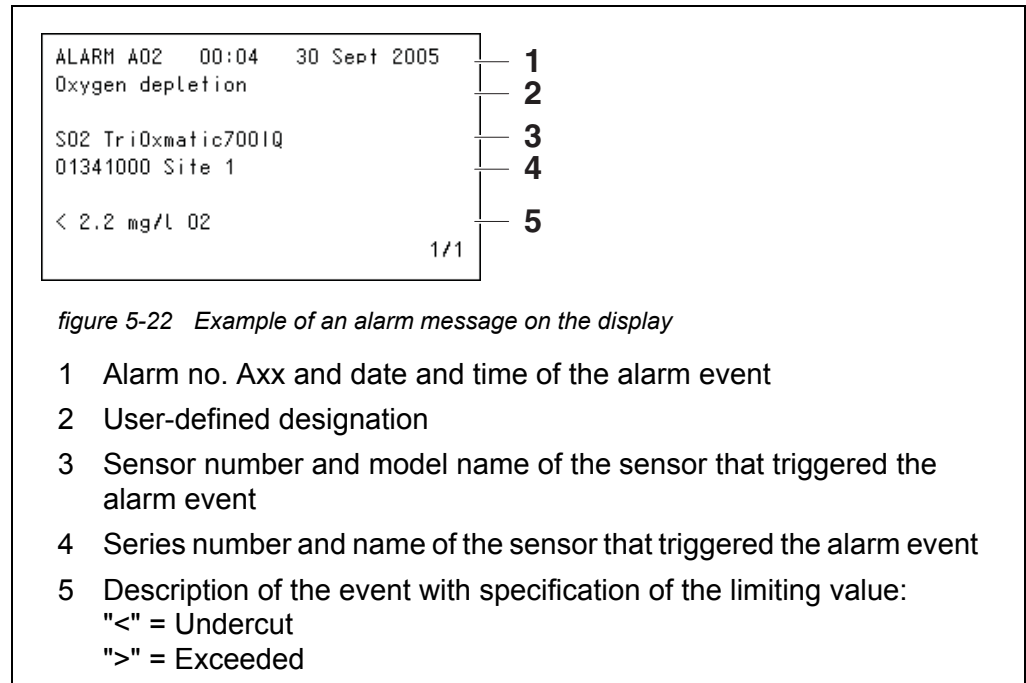 ALARM A02 00:04 30 Sept 2005 1
Oxygen depletion 2
S02 TriOxmatic700IQ 3
01341000 Site 1 4
< 2.2 mg/l O2 5
1/1
figure 5-22 Example of an alarm message on the display
1 Alarm no. Axx and date and time of the alarm event
2 User-defined designation
3 Sensor number and model name of the sensor that triggered the
alarm event
4 Series number and name of the sensor that triggered the alarm event
5 Description of the event with specification of the limiting value:
"<" = Undercut
">" = Exceeded